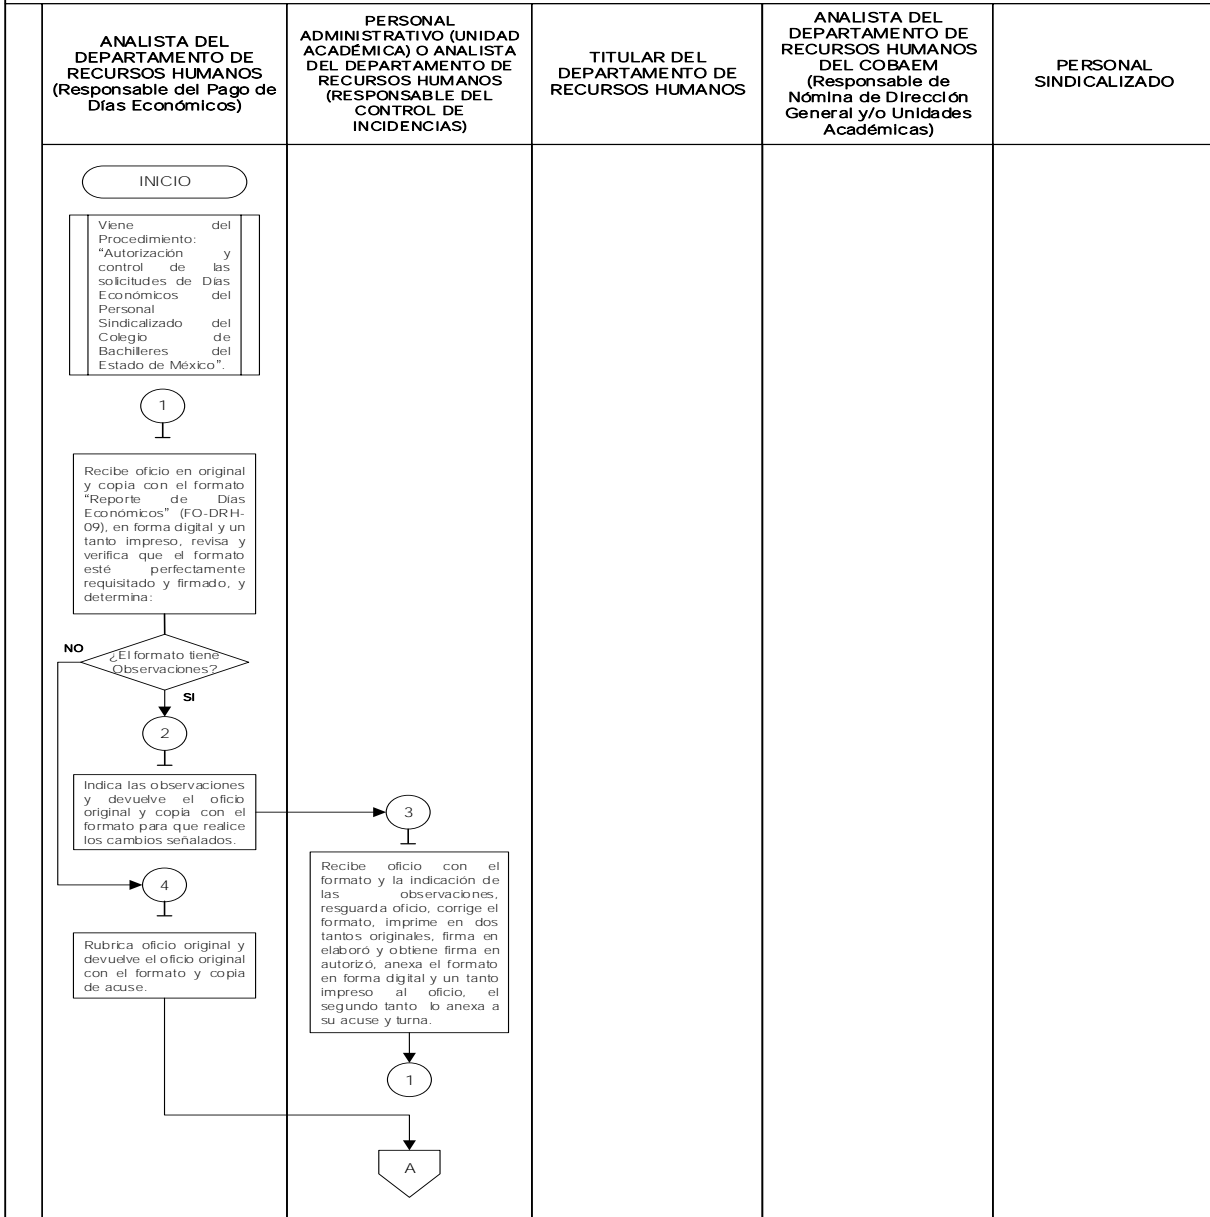 ANALISTA DEL
DEPARTAMENTO DE
RECURSOS HUMANOS
(Responsable del Pago de
Días Económicos)
PERSONAL
ADMINISTRATIVO (UNIDAD
ACADÉMICA) O ANALISTA
DEL DEPARTAMENTO DE
RECURSOS HUMANOS
(RESPONSABLE DEL
CONTROL DE
INCIDENCIAS)
TITULAR DEL
DEPARTAMENTO DE
RECURSOS HUMANOS
ANALISTA DEL
DEPARTAMENTO DE
RECURSOS HUMANOS
DEL COBAEM
(Responsable de
Nómina de Dirección
General y/o Unidades
Académicas)
PERSONAL
SINDICALIZADO
INICIO
Viene del
Procedimiento:
“Autorización y
control de las
solicitudes de Días
Económicos del
Personal
Sindicalizado del
Colegio de
Bachilleres del
Estado de México”.
1
Recibe oficio en original
y copia con el formato
“Reporte de Días
Económicos” (FO-DRH-
09), en forma digital y un
tanto impreso, revisa y
verifica que el formato
esté perfectamente
requisitado y firmado, y
determina:
¿El formato tiene
Observaciones?
NO
SI
2
Indica las observaciones
y devuelve el oficio
original y copia con el
formato para que realice
los cambios señalados.
3
Recibe oficio con el
formato y la indicación de
las observaciones,
resguarda oficio, corrige el
formato, imprime en dos
tantos originales, firma en
elaboró y obtiene firma en
autorizó, anexa el formato
en forma digital y un tanto
impreso al oficio, el
segundo tanto lo anexa a
su acuse y turna.
1
4
Rubrica oficio original y
devuelve el oficio original
con el formato y copia
de acuse.
A